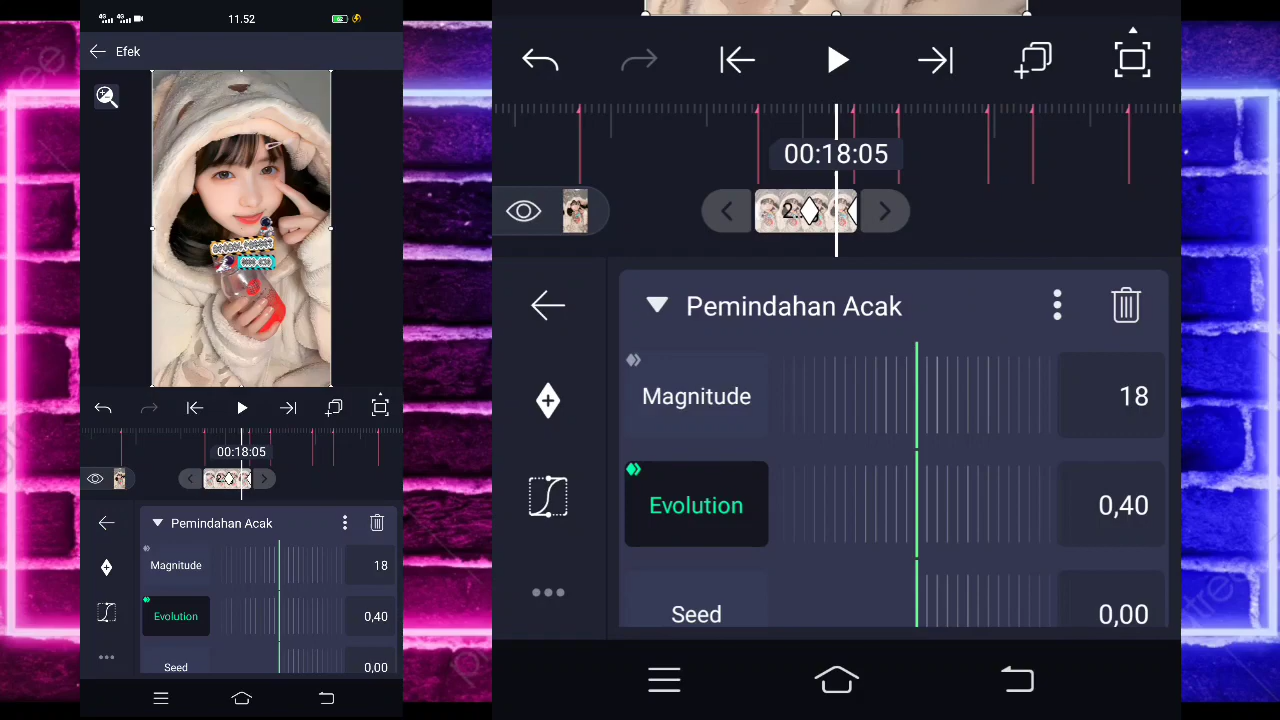 11.52
Efek
00:18:05
Pemindahan Acak
Magnitude
18
Evolution
0,40
Seed
0,00
00:18:05
Pemindahan Acak
Magnitude
18
Evolution
0,40
Seed
0,00